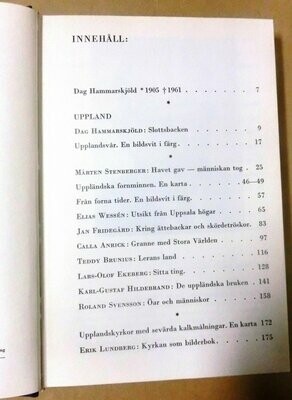 INNEHÅLL:
Dag Hammarskjöld * 1905 † 1961 . . . . . . . 7
*
UPPLAND
DAG HAMMARSKJÖLD: Slottsbacken . . . . . . 9
Upplandsvår. En bildsvit i färg . . . . . . . . 17
*
MÅRTEN STENBERGER: Havet gav — människan tog . 25
Uppländska fornminnen. En karta . . . . . 46—49
Från forna tider. En bildsvit i färg . . . . . . 57
ELIAS WESSÉN: Utsikt från Uppsala högar . . . . 65
JAN FRIDEGÅRD: Kring ättebackar och skördetröskor. 83
CALLA ANRICK: Granne med Stora Världen . . . . 97
TEDDY BRUNIUS: Lerans land . . . . . . . . 116
LARS-OLOF EKEBERG: Sitta ting. . . . . . . . 128
KARL-GUSTAF HILDEBRAND: De uppländska bruken . 141
ROLAND SVENSSON: Öar och människor . . . . . 158
*
Upplandskyrkor med sevärda kalkmålningar. En karta 172
ERIK LUNDBERG: Kyrkan som bilderbok. . . . . 175